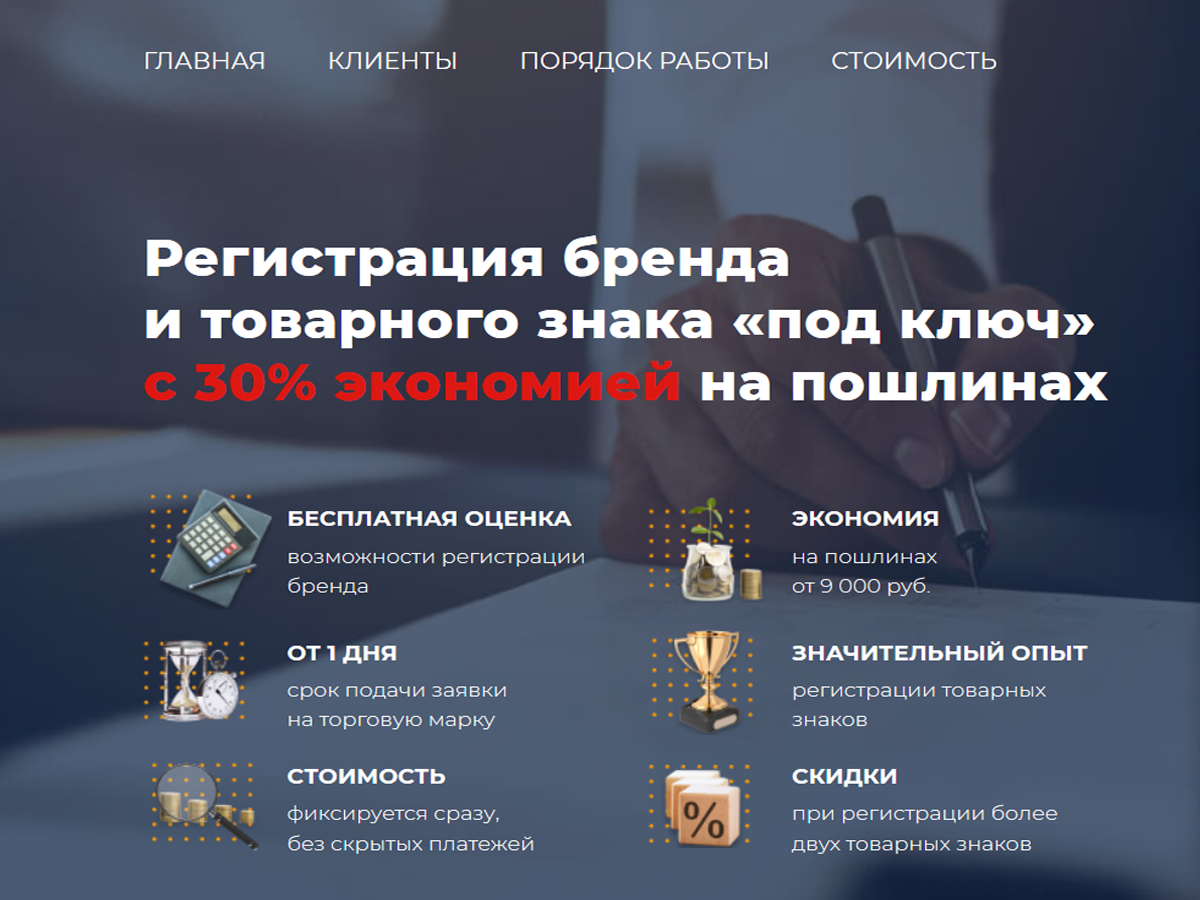 ГЛАВНАЯ КЛИЕНТЫ ПОРЯДОК РАБОТЫ СТОИМОСТЬ
Регистрация бренда
и товарного знака «под ключ»
с 30% экономией на пошлинах
БЕСПЛАТНАЯ ОЦЕНКА
возможности регистрации
бренда
ЭКОНОМИЯ
на пошлинах
от 9 000 руб.
ОТ 1 ДНЯ
срок подачи заявки
на торговую марку
ЗНАЧИТЕЛЬНЫЙ ОПЫТ
регистрации товарных
знаков
СТОИМОСТЬ
фиксируется сразу,
без скрытых платежей
%
СКИДКИ
при регистрации более
двух товарных знаков